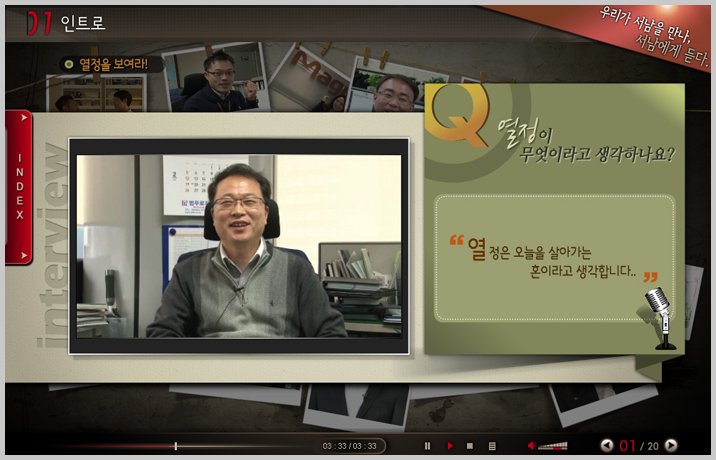 01 인트로
우리가 서남을 만나,
서남에게 듣다.
열정을 보여라!
Mag
INDEX
interview
Q 열정이
무엇이라고 생각하나요?
“열정은 오늘을 살아가는
혼이라고 생각합니다..”
03 : 33 / 03 : 33
01 / 20